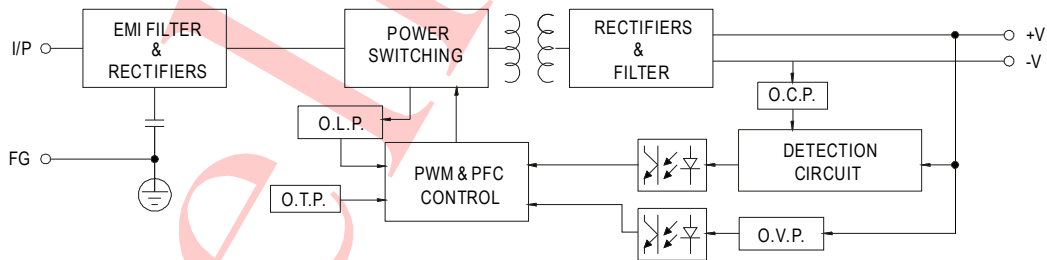 EMI FILTER
&
RECTIFIERS
POWER
SWITCHING
RECTIFIERS
&
FILTER
I/P
+V
-V
O.C.P.
O.L.P.
FG
PWM & PFC
CONTROL
DETECTION
CIRCUIT
O.T.P.
O.V.P.